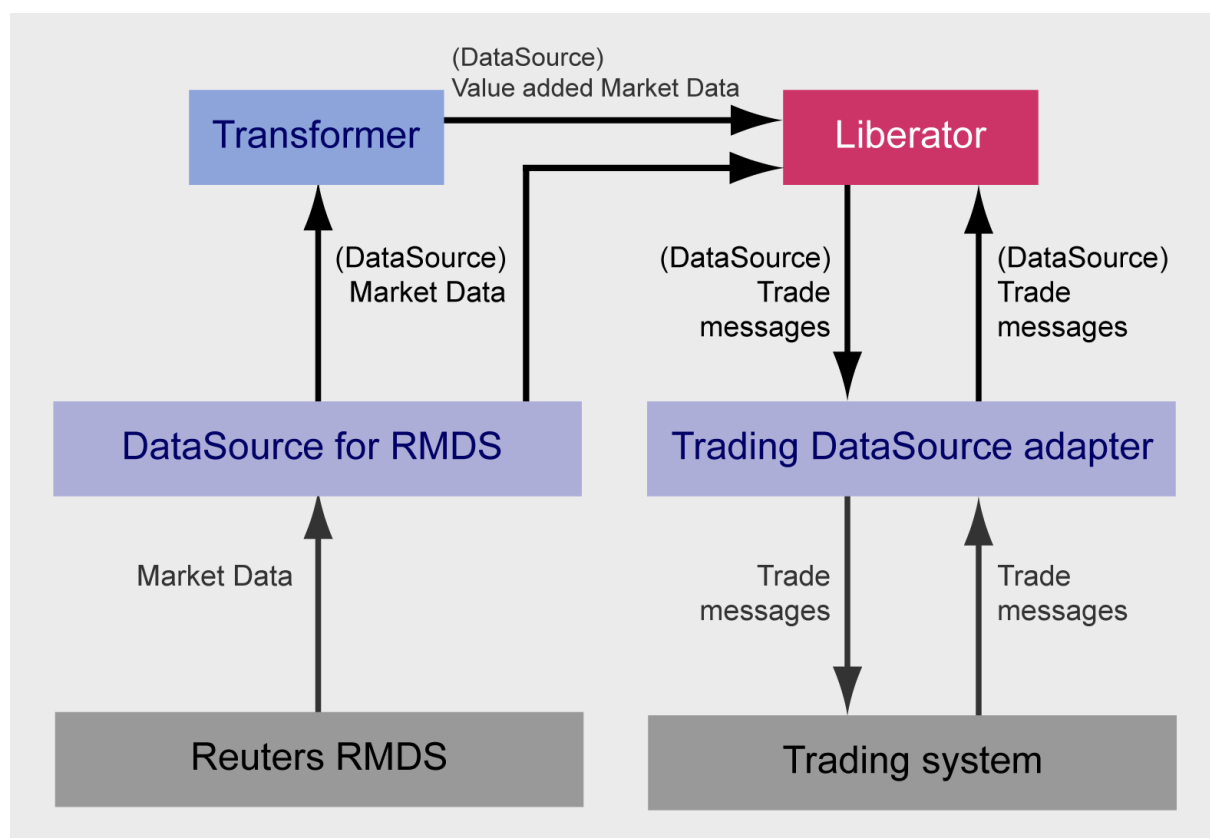 (DataSource)
Value added Market Data
Transformer
Liberator
(DataSource)
Market Data
(DataSource)
Trade
messages
(DataSource)
Trade
messages
DataSource for RMDS
Trading DataSource adapter
Market Data
Trade
messages
Trade
messages
Reuters RMDS
Trading system